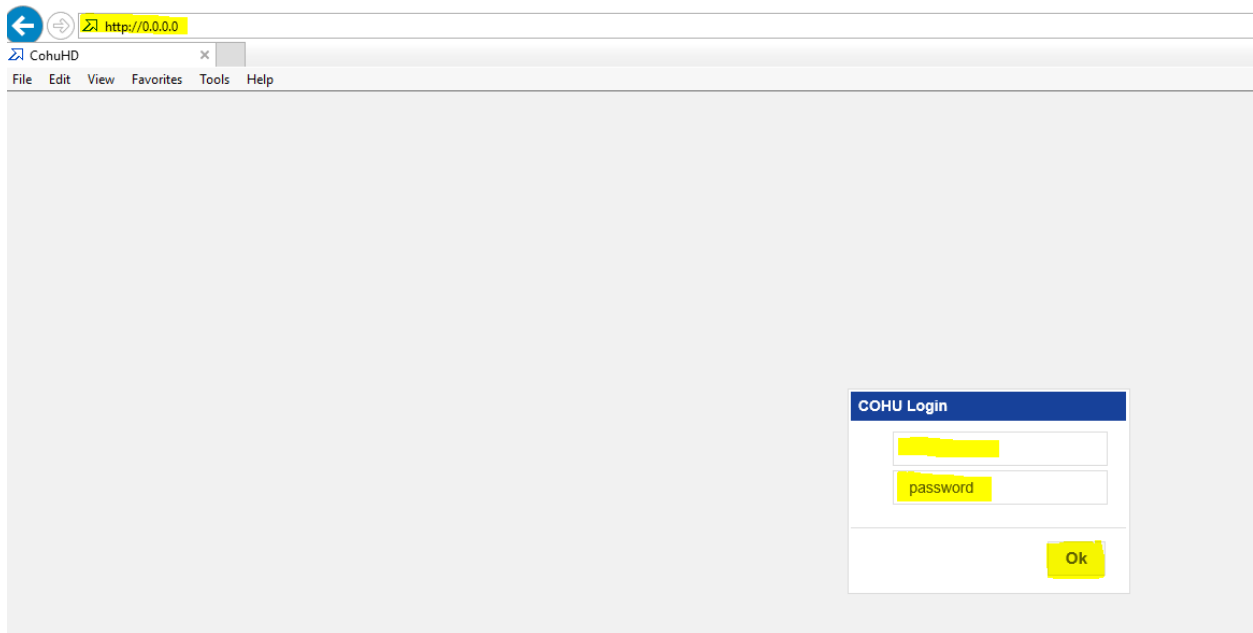 http://0.0.0.0
CohuHD
File Edit View Favorites Tools Help
COHU Login
password
Ok